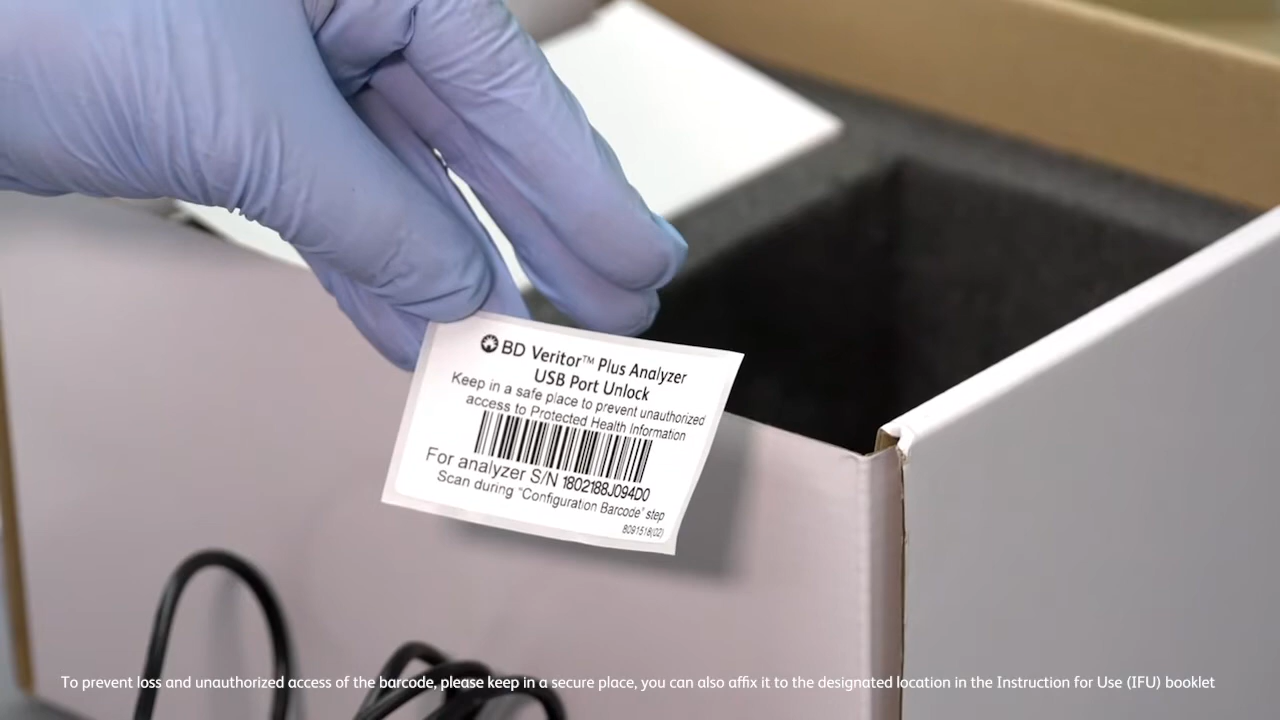 BD Veritor™ Plus Analyzer
USB Port Unlock
Keep in a safe place to prevent unauthorized
access to Protected Health Information
For analyzer S/N 1802188J094D0
Scan during "Configuration Barcode" step
8091518(02)
To prevent loss and unauthorized access of the barcode, please keep in a secure place, you can also affix it to the designated location in the Instruction for Use (IFU) booklet